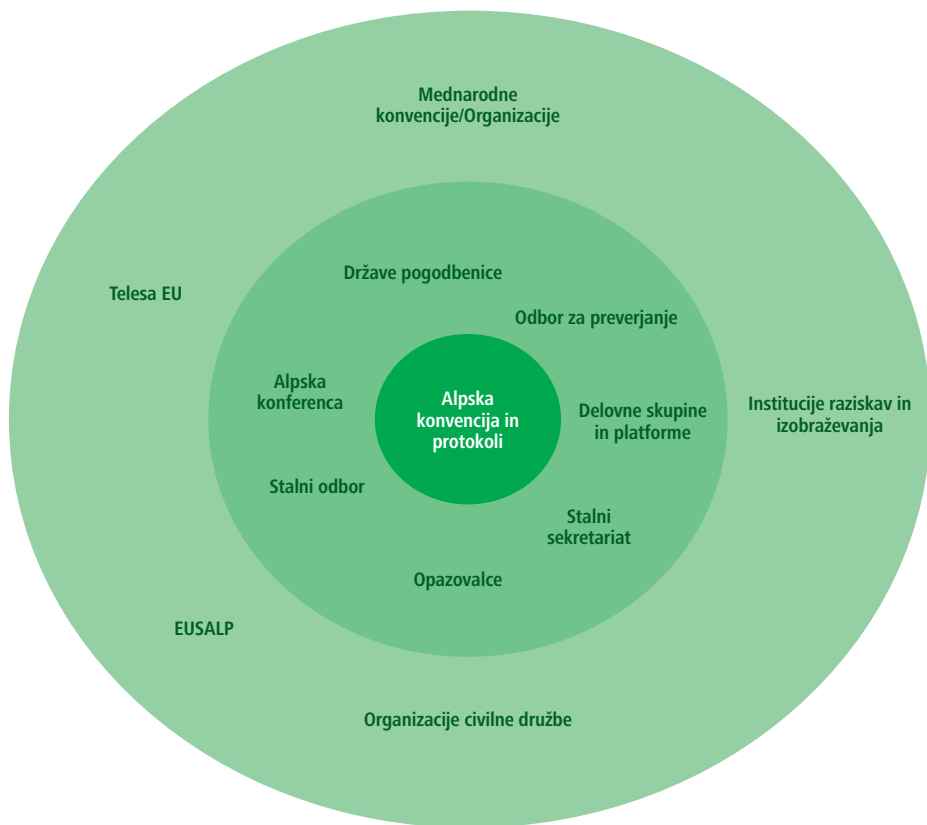 Mednarodne
konvencije/Organizacije
Države pogodbenice
Telesa EU
Odbor za preverjanje
Alpska
konferenca
Alpska
konvencija in
protokoli
Delovne skupine
in platforme
Institucije raziskav in
izobraževanja
Stalni odbor
Stalni
sekretariat
Opazovalce
EUSALP
Organizacije civilne družbe